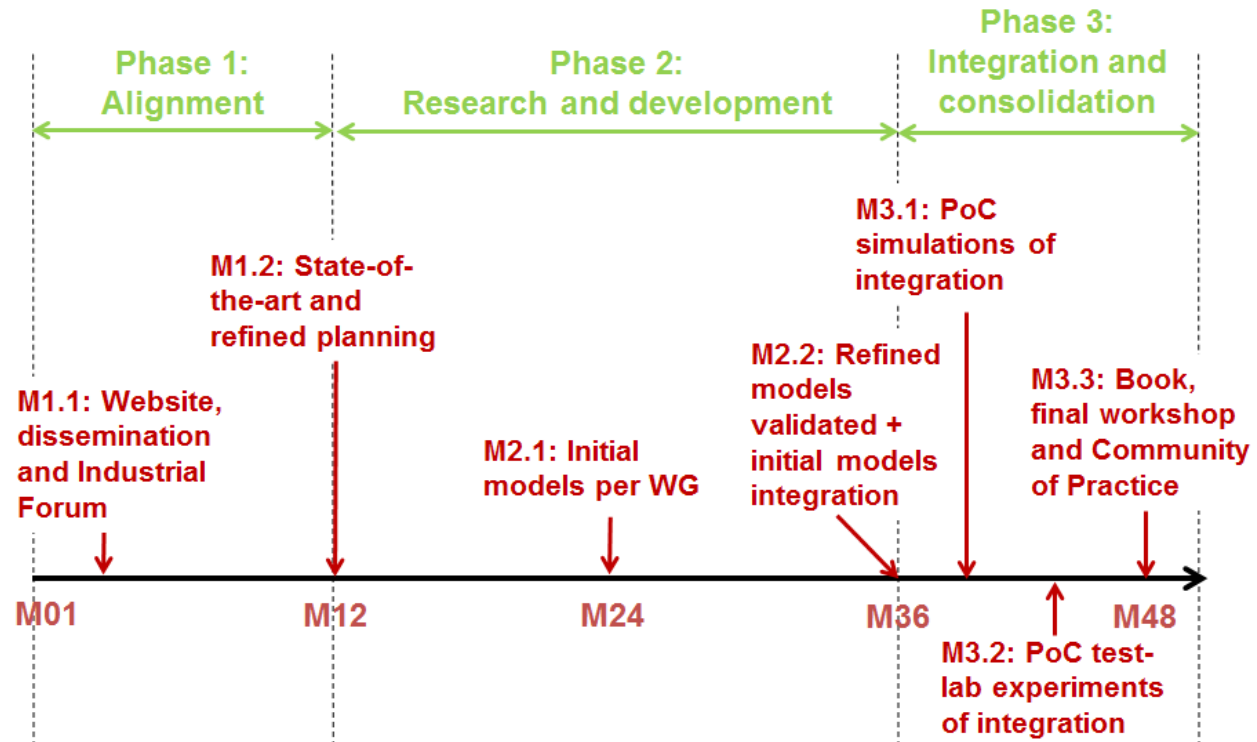 Phase 1:
Alignment
Phase 2:
Research and development
Phase 3:
Integration and
consolidation
M1.1: Website,
dissemination
and Industrial
Forum
M1.2: State-of-
the-art and
refined planning
M2.1: Initial
models per WG
M2.2: Refined
models
validated +
initial models
integration
M3.1: PoC
simulations of
integration
M3.3: Book,
final workshop
and Community
of Practice
M01
M12
M24
M36
M48
M3.2: PoC test-
lab experiments
of integration